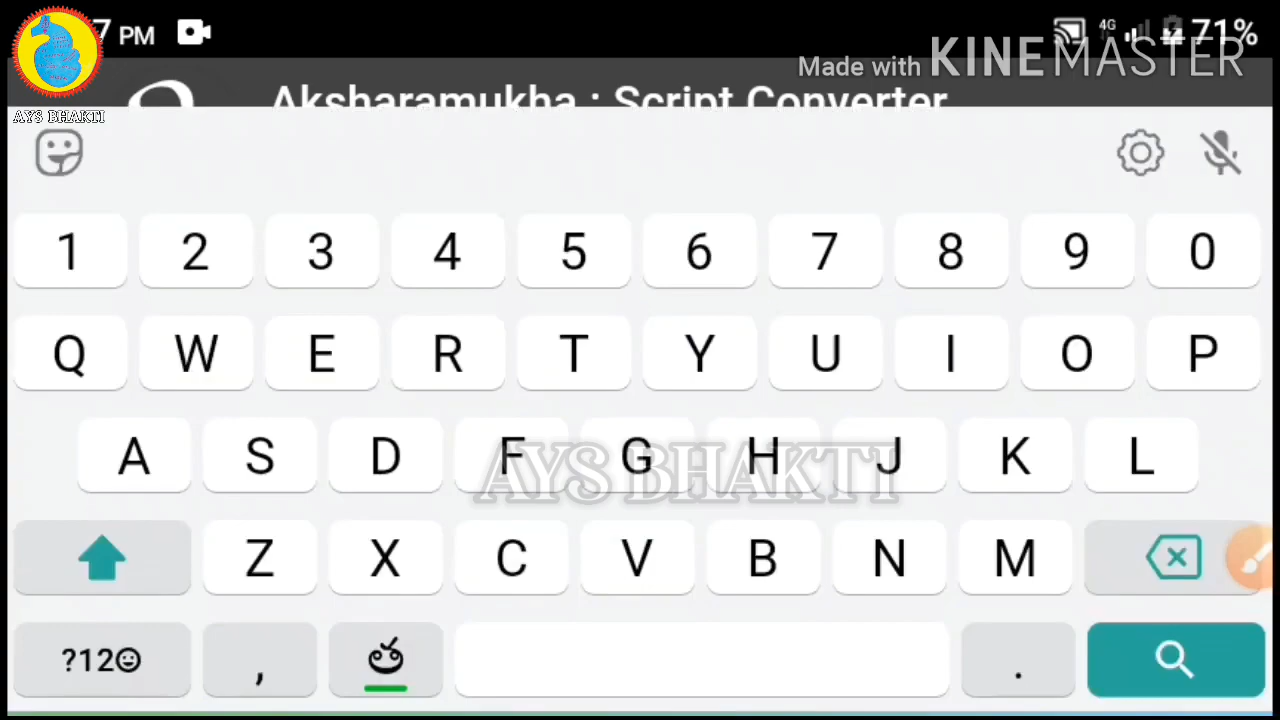 7 PM
4G
71%
Made with KINEMASTER
AYS BHAKTI
Aksharamukha : Script Converter
1 2 3 4 5 6 7 8 9 0
Q W E R T Y U I O P
A S D F G H J K L
AYS BHAKTI
Z X C V B N M
?12
, తె .